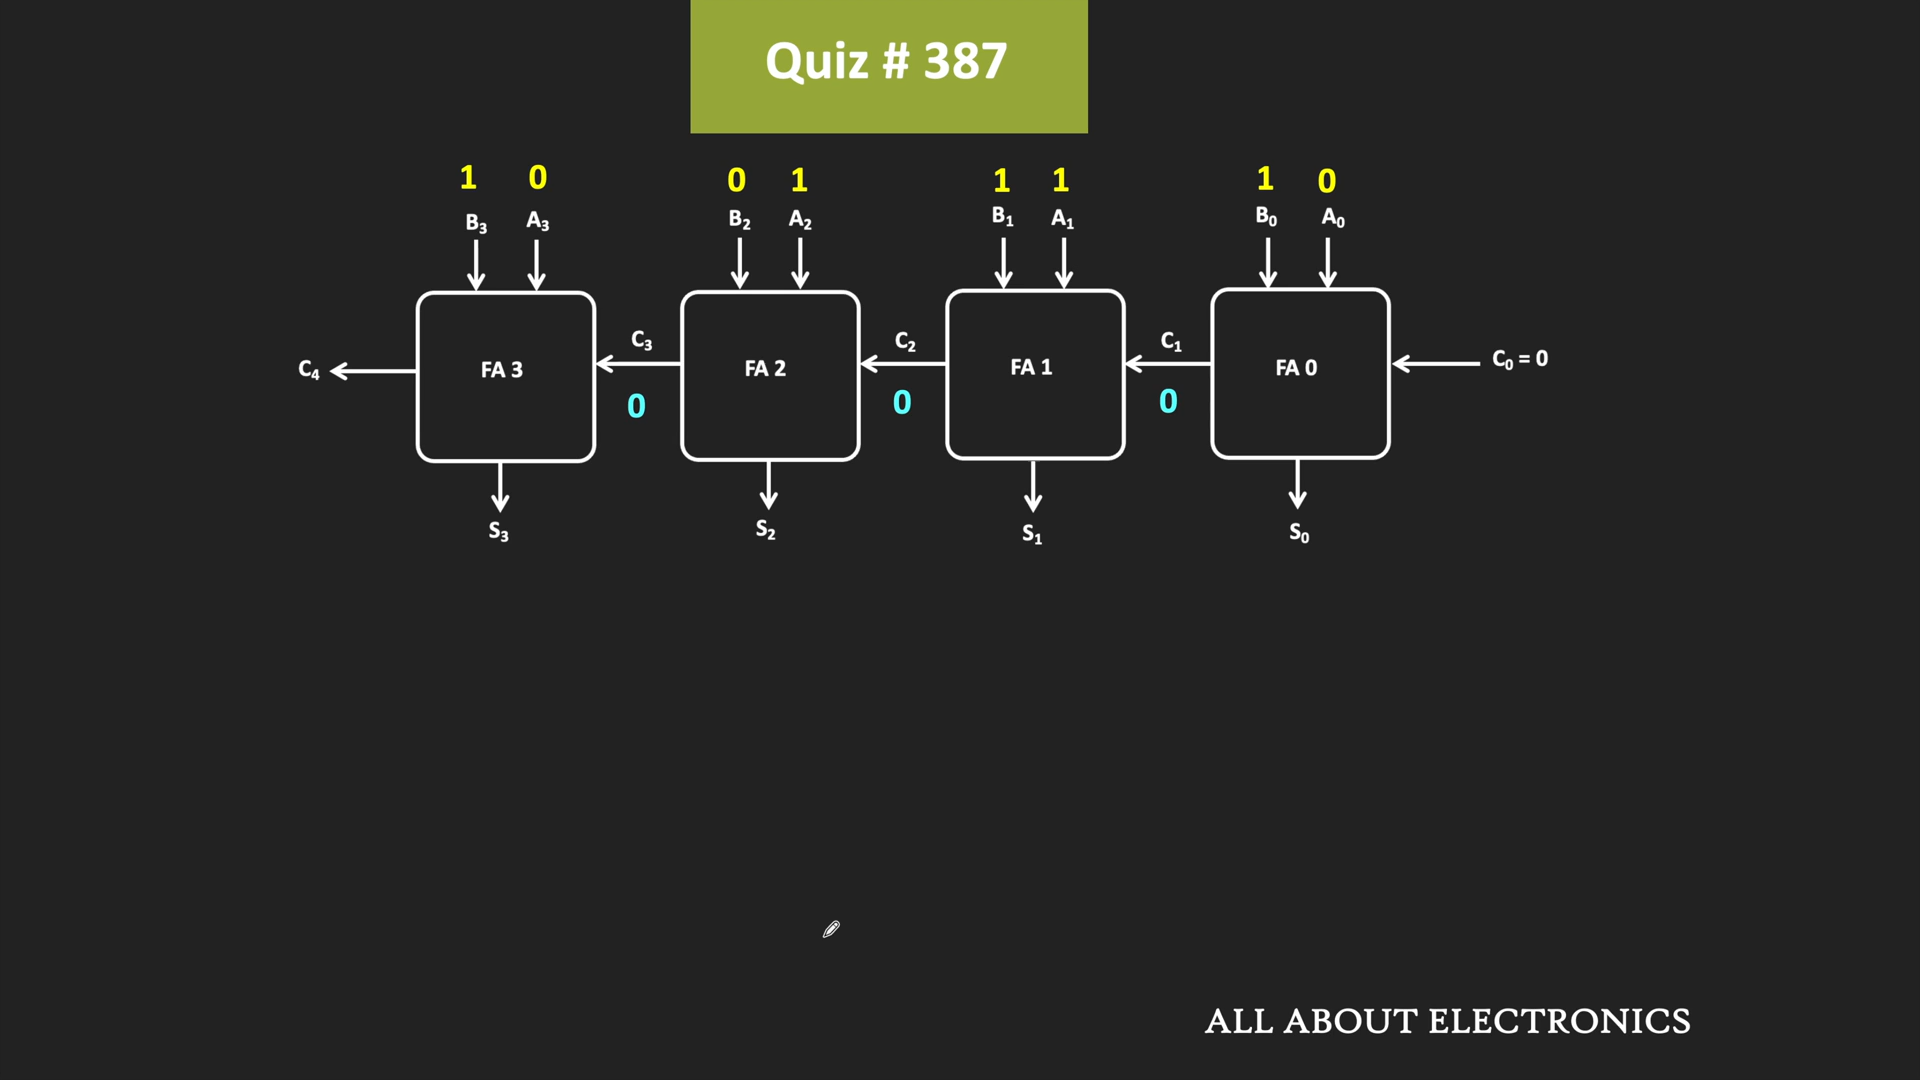 Quiz # 387
1 0 0 1 1 1 1 0
B₃ A₃ B₂ A₂ B₁ A₁ B₀ A₀
C₄ FA 3 C₃ FA 2 C₂ FA 1 C₁ FA 0 C₀ = 0
0 0 0
S₃ S₂ S₁ S₀
ALL ABOUT ELECTRONICS